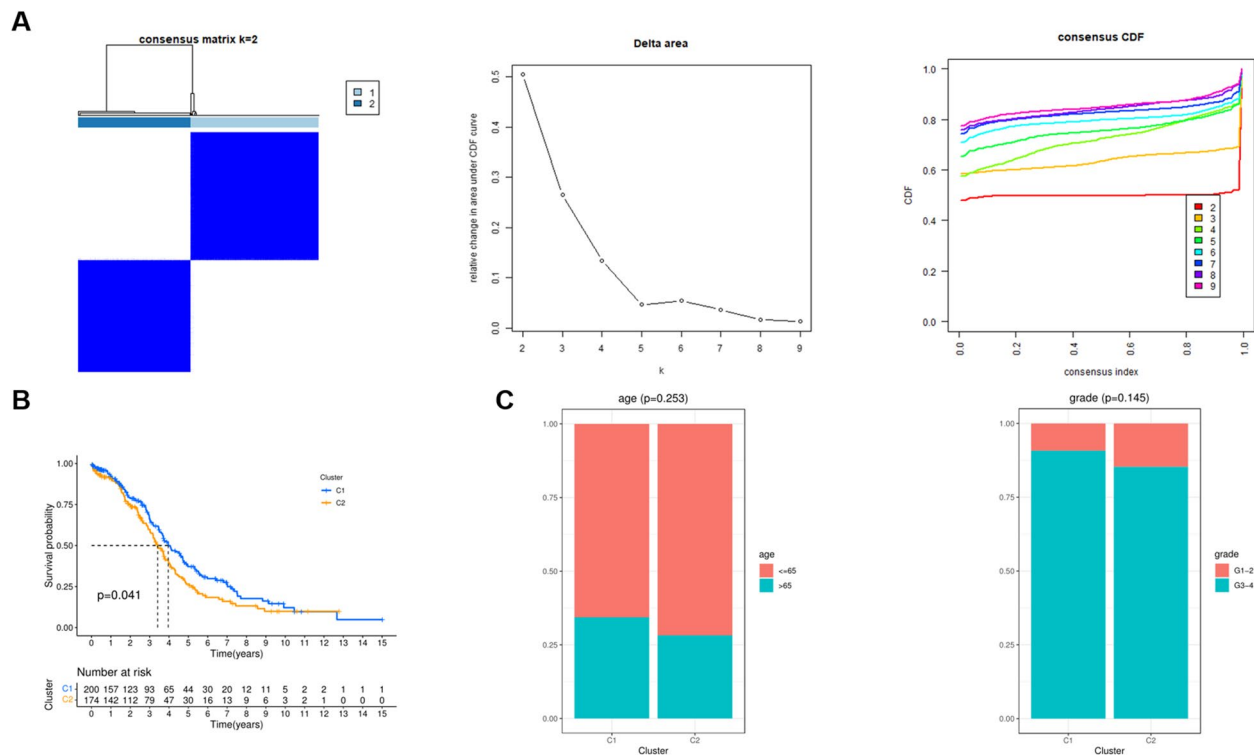 A
consensus matrix k=2
1
2
Delta area
relative change in area under CDF curve
0.5
0.4
0.3
0.2
0.1
0.0
2 3 4 5 6 7 8 9
k
consensus CDF
CDF
1.0
0.8
0.6
0.4
0.2
0.0
2
3
4
5
6
7
8
9
0.0 0.2 0.4 0.6 0.8 1.0
consensus index
B
Survival probability
1.00
0.75
0.50
0.25
0.00
Cluster
C1
C2
p=0.041
0 1 2 3 4 5 6 7 8 9 10 11 12 13 14 15
Time(years)
Number at risk
Cluster
C1 200 157 123 93 65 44 30 20 12 11 5 2 2 1 1 1
C2 174 142 112 79 47 30 16 13 9 6 3 2 1 0 0 0
0 1 2 3 4 5 6 7 8 9 10 11 12 13 14 15
Time(years)
C
age (p=0.253)
1.00
0.75
0.50
0.25
0.00
C1 C2
Cluster
age
<=65
>65
grade (p=0.145)
1.00
0.75
0.50
0.25
0.00
C1 C2
Cluster
grade
G1-2
G3-4